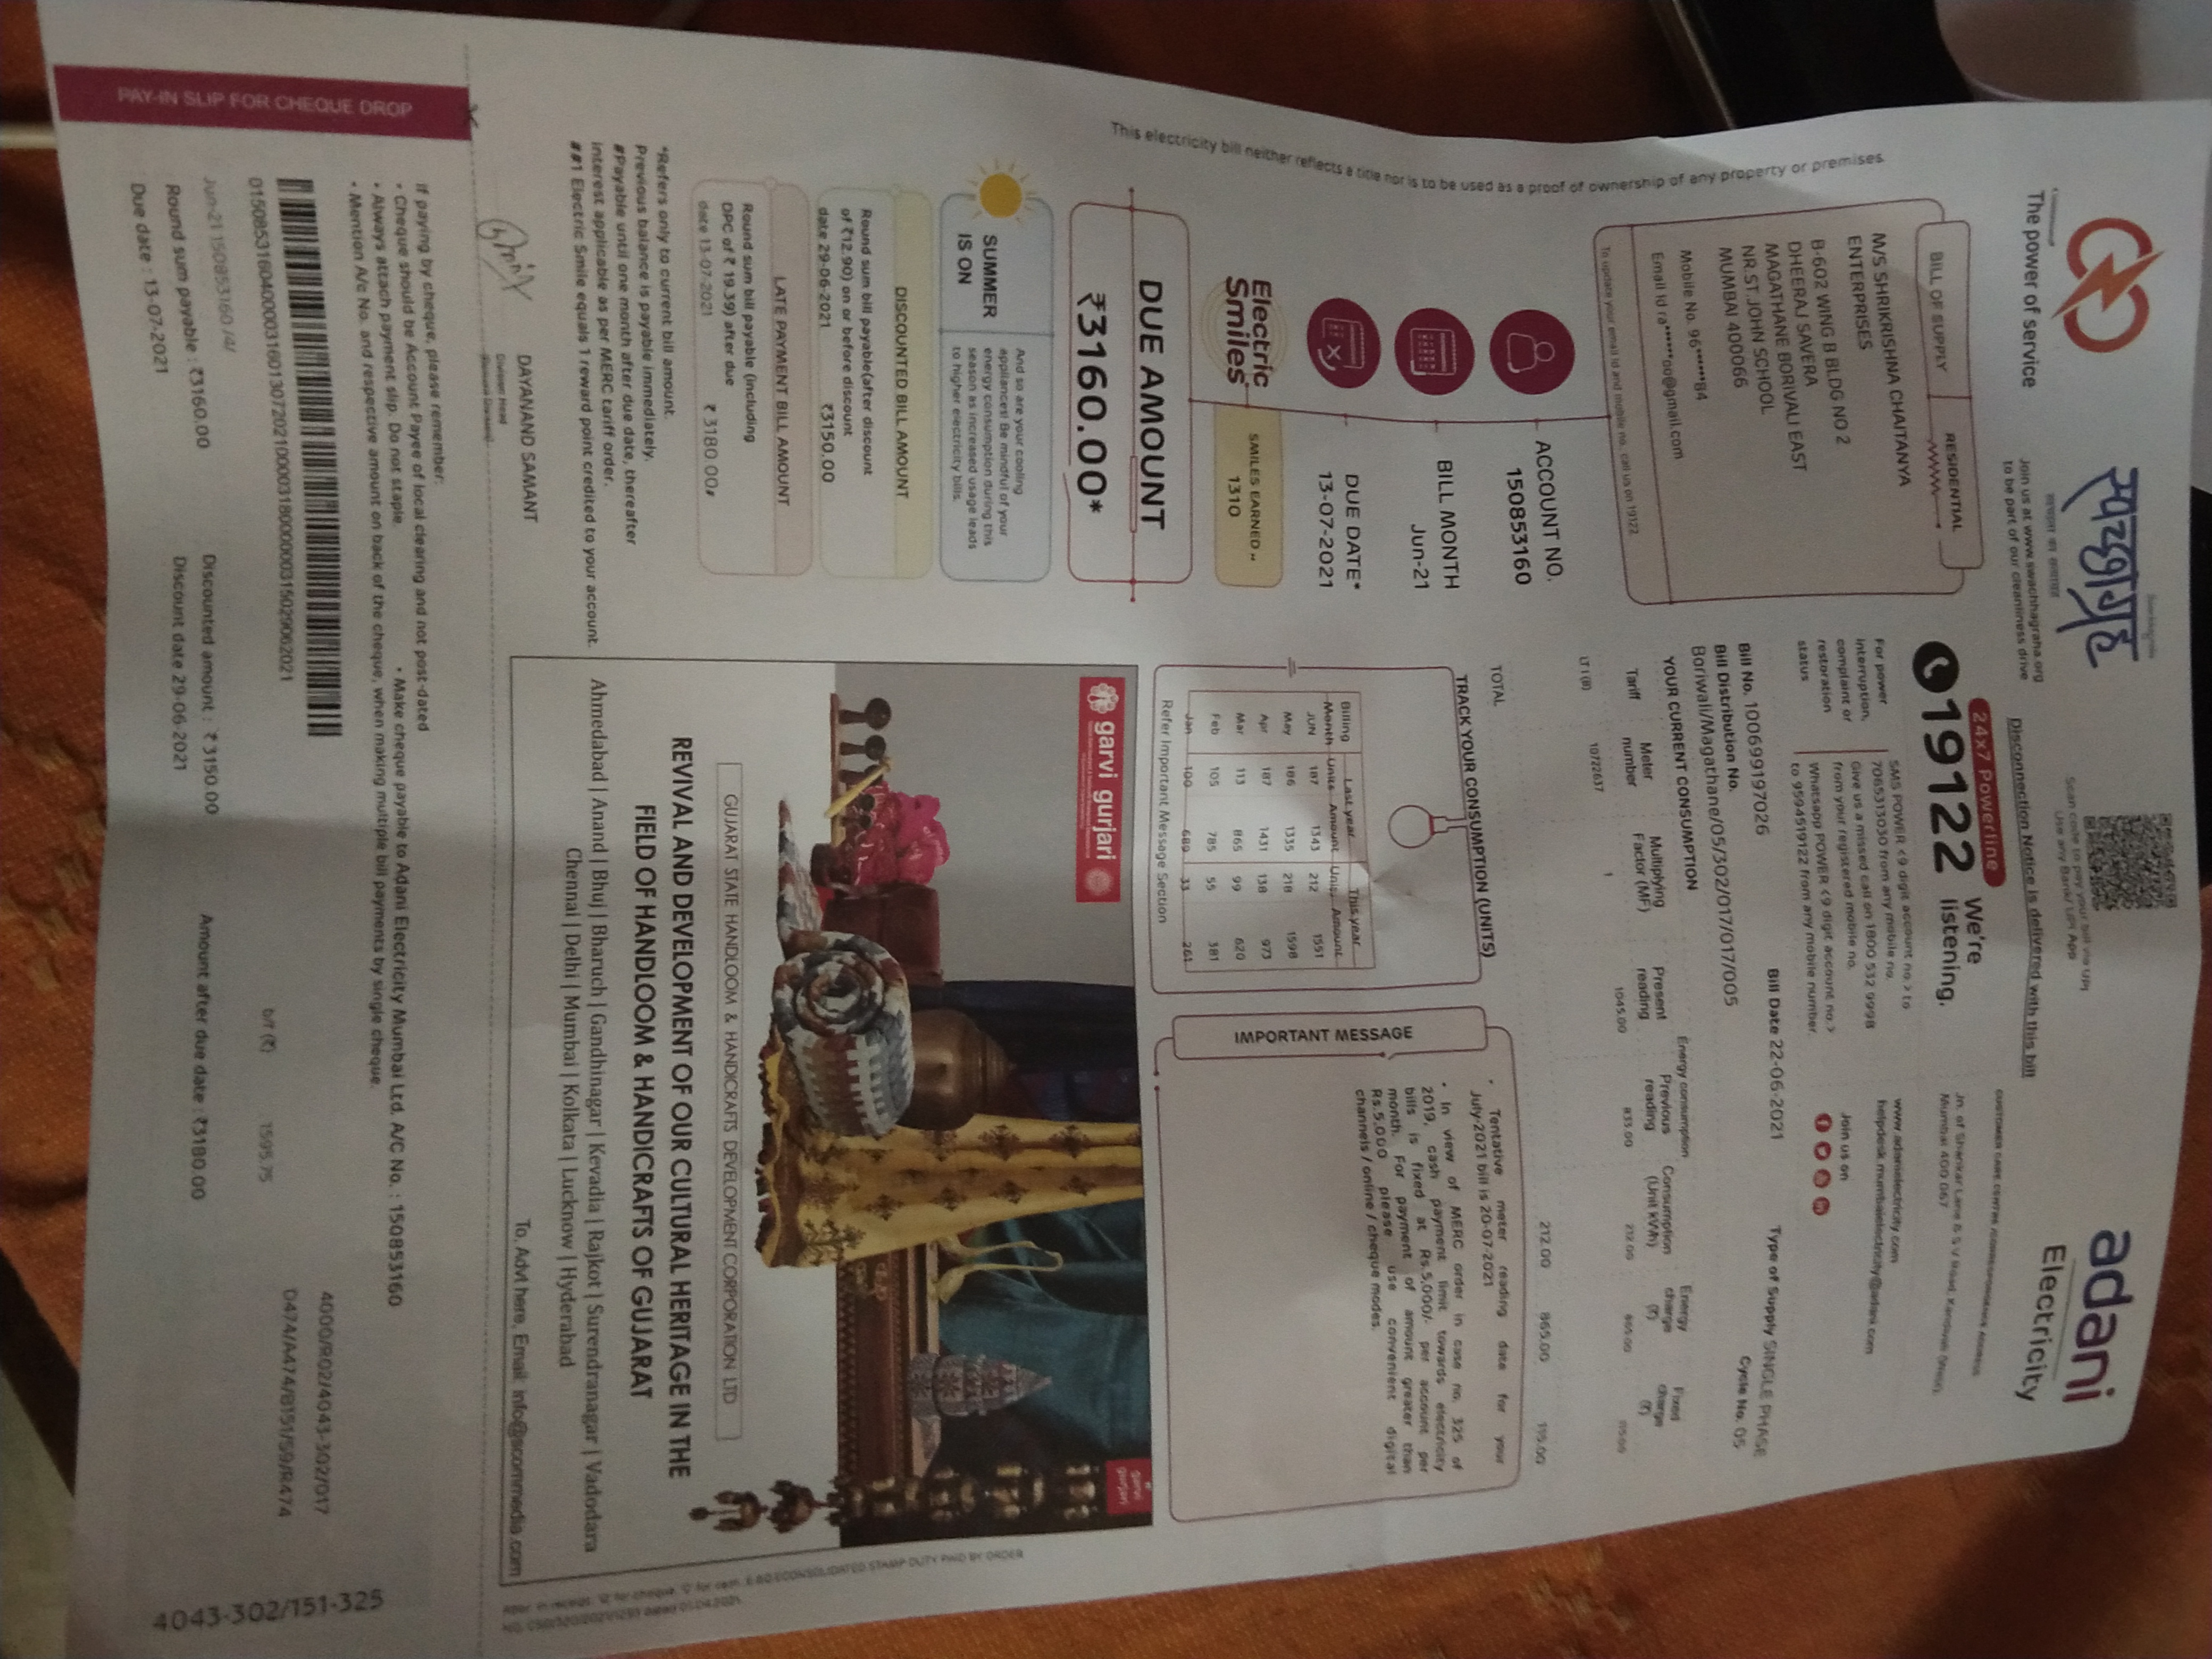 The power of service
स्वच्छाग्रह
Join us at www.swachhagraha.org
to be part of our cleanliness drive
Scan code to pay your bill via UPI
Use any Bank/ UPI App
adani
Electricity
Disconnection Notice is delivered with this bill
This electricity bill neither reflects a title nor is to be used as a proof of ownership of any property or premises.
BILL OF SUPPLY
RESIDENTIAL
M/S SHRIKRISHNA CHAITANYA
ENTERPRISES
B-602 WING B BLDG NO 2
DHEERAJ SAVERA
MAGATHANE BORIVALI EAST
NR.ST.JOHN SCHOOL
MUMBAI 400066
Mobile No. 96******84
Email Id ra******oo@gmail.com
To update your email id and mobile no. call us on 19122
24x7 Powerline
19122
We're
listening.
For power
interruption,
complaint or
restoration
status
SMS POWER <9 digit account no.> to
7065313030 from any mobile no.
Give us a missed call on 1800 532 9998
from your registered mobile no.
Whatsapp POWER <9 digit account no.>
to 9594519122 from any mobile number
CUSTOMER CARE CENTRE /CORRESPONDENCE ADDRESS
Jn. of Shankar Lane & S V Road, Kandivali (West),
Mumbai 400 067
www.adanielectricity.com
helpdesk.mumbaielectricity@adani.com
Join us on
Bill No. 100699197026
Bill Date 22-06-2021
Type of Supply SINGLE PHASE
Bill Distribution No.
Cycle No. 05
Boriwali/Magathane/05/302/017/017/005
YOUR CURRENT CONSUMPTION
Energy consumption
Tariff Meter number Multiplying Factor (MF) Present reading Previous reading Consumption (Unit kWh) Energy charge (₹) Fixed charge (₹)
LT I (B) 1072637 1 1045.00 833.00 212.00 865.00
TOTAL 212.00 865.00 195.00
ACCOUNT NO.
150853160
BILL MONTH
Jun-21
DUE DATE*
13-07-2021
Electric
Smiles
SMILES EARNED
1310
DUE AMOUNT
₹3160.00*
SUMMER
IS ON
And so are your cooling
appliances! Be mindful of your
energy consumption during this
season as increased usage leads
to higher electricity bills.
DISCOUNTED BILL AMOUNT
Round sum bill payable(after discount
of ₹12.90) on or before discount
date 29-06-2021 ₹3150.00
LATE PAYMENT BILL AMOUNT
Round sum bill payable (including
DPC of ₹ 19.39) after due
date 13-07-2021 ₹ 3180.00#
*Refers only to current bill amount.
Previous balance is payable immediately.
#Payable until one month after due date, thereafter
interest applicable as per MERC tariff order.
##1 Electric Smile equals 1 reward point credited to your account.
DAYANAND SAMANT
Division Head
TRACK YOUR CONSUMPTION (UNITS)
Billing Month Last year This year
Units Amount Units Amount
JUN 187 1343 212 1551
May 186 1335 218 1598
Apr 187 1431 138 973
Mar 113 865 99 620
Feb 105 785 55 381
Jan 100 689 33 261
Refer Important Message Section
IMPORTANT MESSAGE
• Tentative meter reading date for your
July-2021 bill is 20-07-2021
• In view of MERC order in case no. 325 of
2019, cash payment limit towards electricity
bills is fixed at Rs.5,000/- per account per
month. For payment of amount greater than
Rs.5,000 please use convenient digital
channels / online / cheque modes.
garvi gurjari
garvi
gurjari
GUJARAT STATE HANDLOOM & HANDICRAFTS DEVELOPMENT CORPORATION LTD
REVIVAL AND DEVELOPMENT OF OUR CULTURAL HERITAGE IN THE
FIELD OF HANDLOOM & HANDICRAFTS OF GUJARAT
Ahmedabad | Anand | Bhuj | Bharuch | Gandhinagar | Kevadia | Rajkot | Surendranagar | Vadodara
Chennai | Delhi | Mumbai | Kolkata | Lucknow | Hyderabad
To, Advt here, Email info@scommedia.com
PAY-IN SLIP FOR CHEQUE DROP
If paying by cheque, please remember:
• Cheque should be Account Payee of local clearing and not post-dated
• Make cheque payable to Adani Electricity Mumbai Ltd. A/C No. : 150853160
• Always attach payment slip. Do not staple.
• Mention A/c No. and respective amount on back of the cheque, when making multiple bill payments by single cheque.
4000/R02/4043-302/017
b/f (₹) 1595.75
Jun-21 150853160 /4/
Round sum payable : ₹3160.00
Discounted amount : ₹ 3150.00
Amount after due date : ₹3180.00
Due date : 13-07-2021
Discount date 29-06-2021
4043-302/151-325